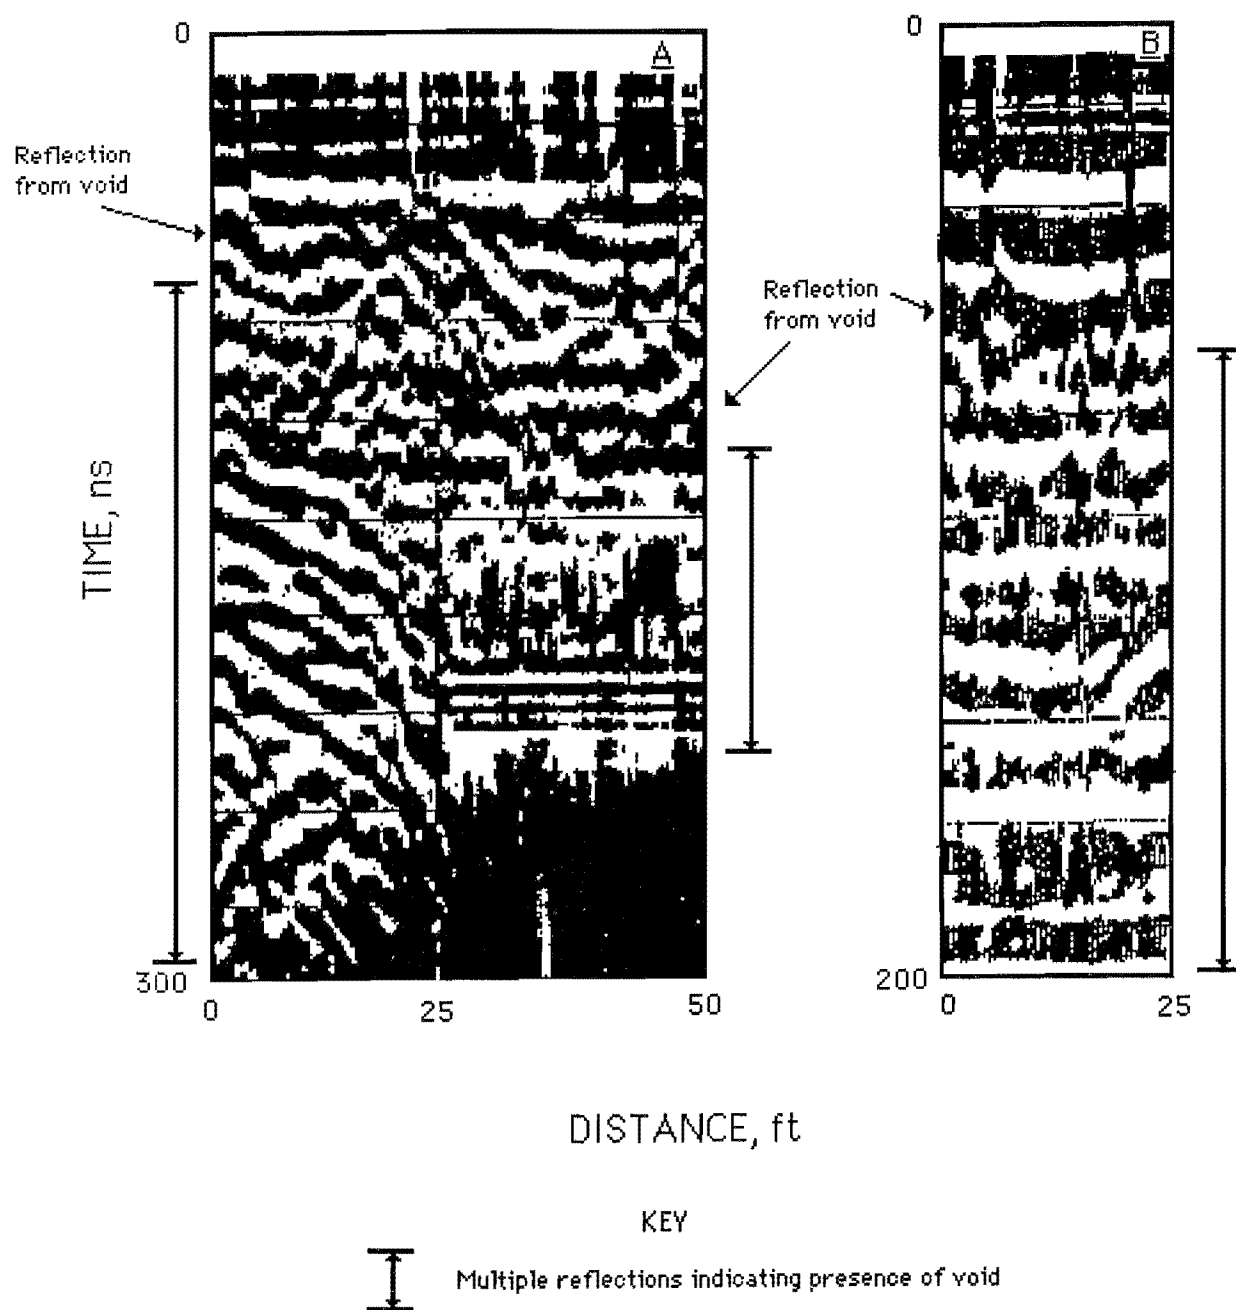 0
A
0
B
Reflection
from void
Reflection
from void
TIME, ns
300
0
25
50
200
0
25
DISTANCE, ft
KEY
Multiple reflections indicating presence of void